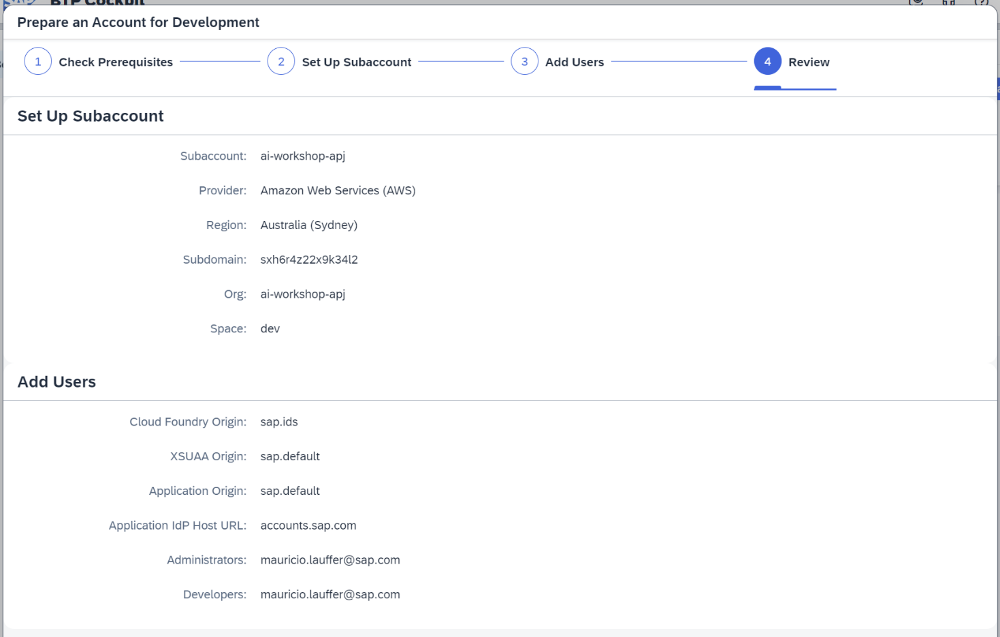 BTP Cockpit
Prepare an Account for Development
1 Check Prerequisites 2 Set Up Subaccount 3 Add Users 4 Review
Set Up Subaccount
Subaccount: ai-workshop-apj
Provider: Amazon Web Services (AWS)
Region: Australia (Sydney)
Subdomain: sxh6r4z22x9k34l2
Org: ai-workshop-apj
Space: dev
Add Users
Cloud Foundry Origin: sap.ids
XSUAA Origin: sap.default
Application Origin: sap.default
Application IdP Host URL: accounts.sap.com
Administrators: mauricio.lauffer@sap.com
Developers: mauricio.lauffer@sap.com